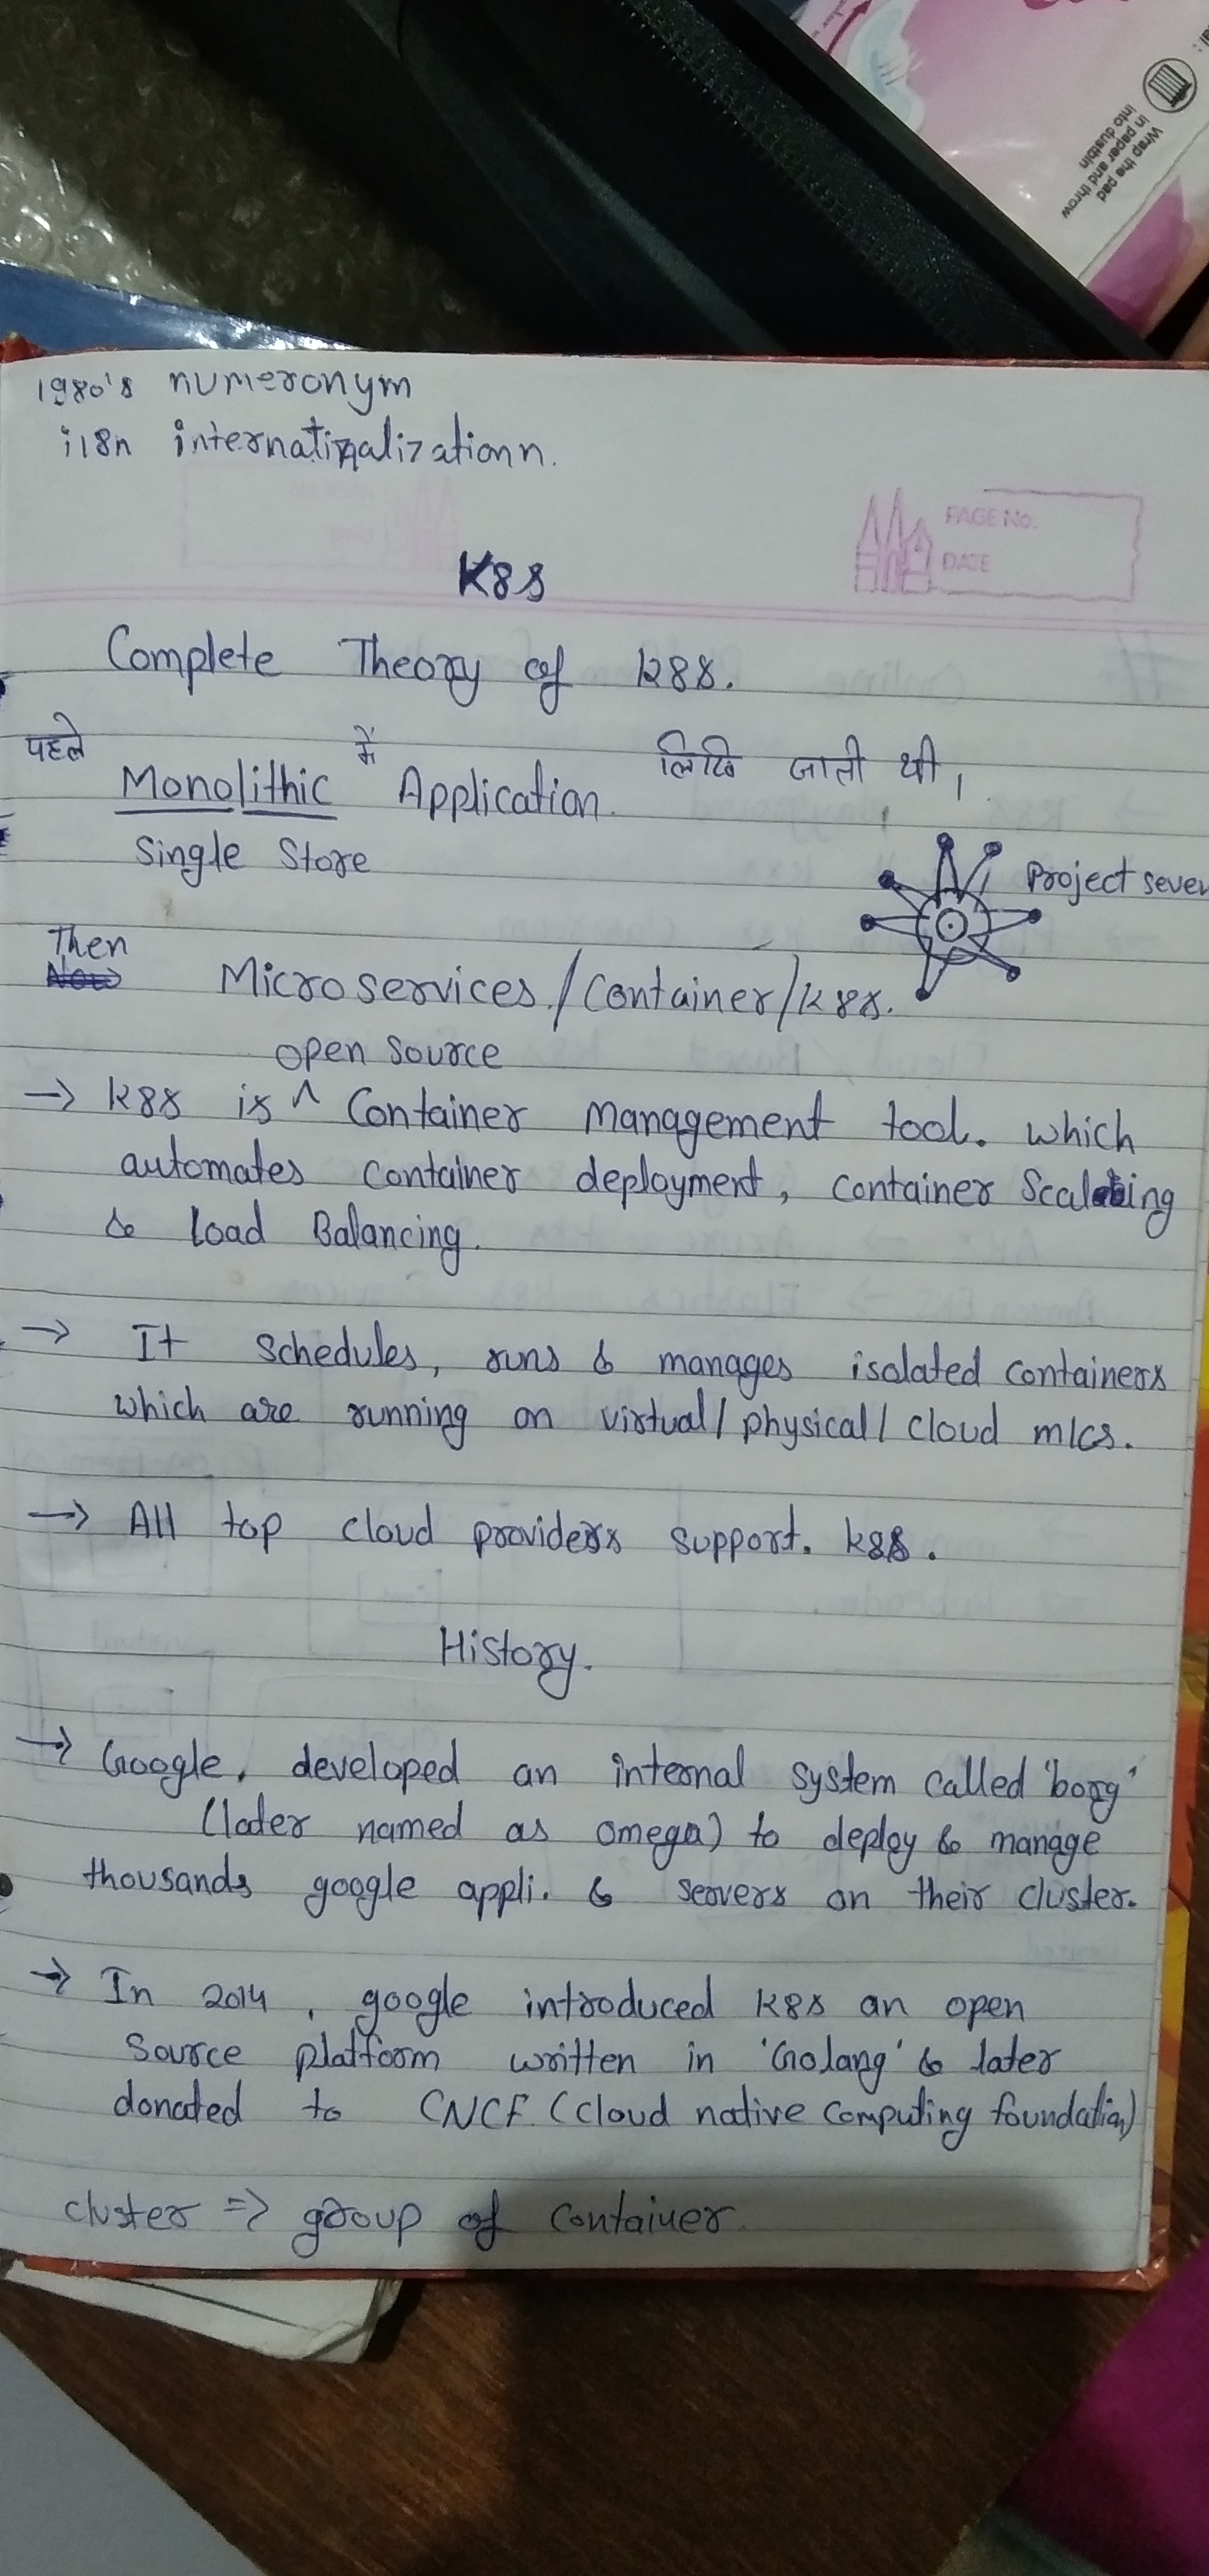 Wrap the pad
in paper and throw
into dustbin
1980's numeronym
i18n internatinalizationn.
PAGE No.
DATE
K8s
Complete Theory of k8s.
पहले में लिखि जाती थी।
Monolithic Application.
Single Store
Project seven
Then
Microservices/Container/k8s.
open source
→ k8s is ^ Container management tool. which
automates container deployment, container Scaling
& Load Balancing.
→ It schedules, runs & manages isolated containers
which are running on virtual/physical/cloud m/cs.
→ All top cloud providers support. k8s.
History.
→ Google. developed an internal system called 'borg'
(later named as omega) to deploy & manage
thousands google appli. & servers on their cluster.
→ In 2014, google introduced k8s an open
source platform written in 'Golang' & later
donated to CNCF. (cloud native computing foundation)
cluster => group of container.